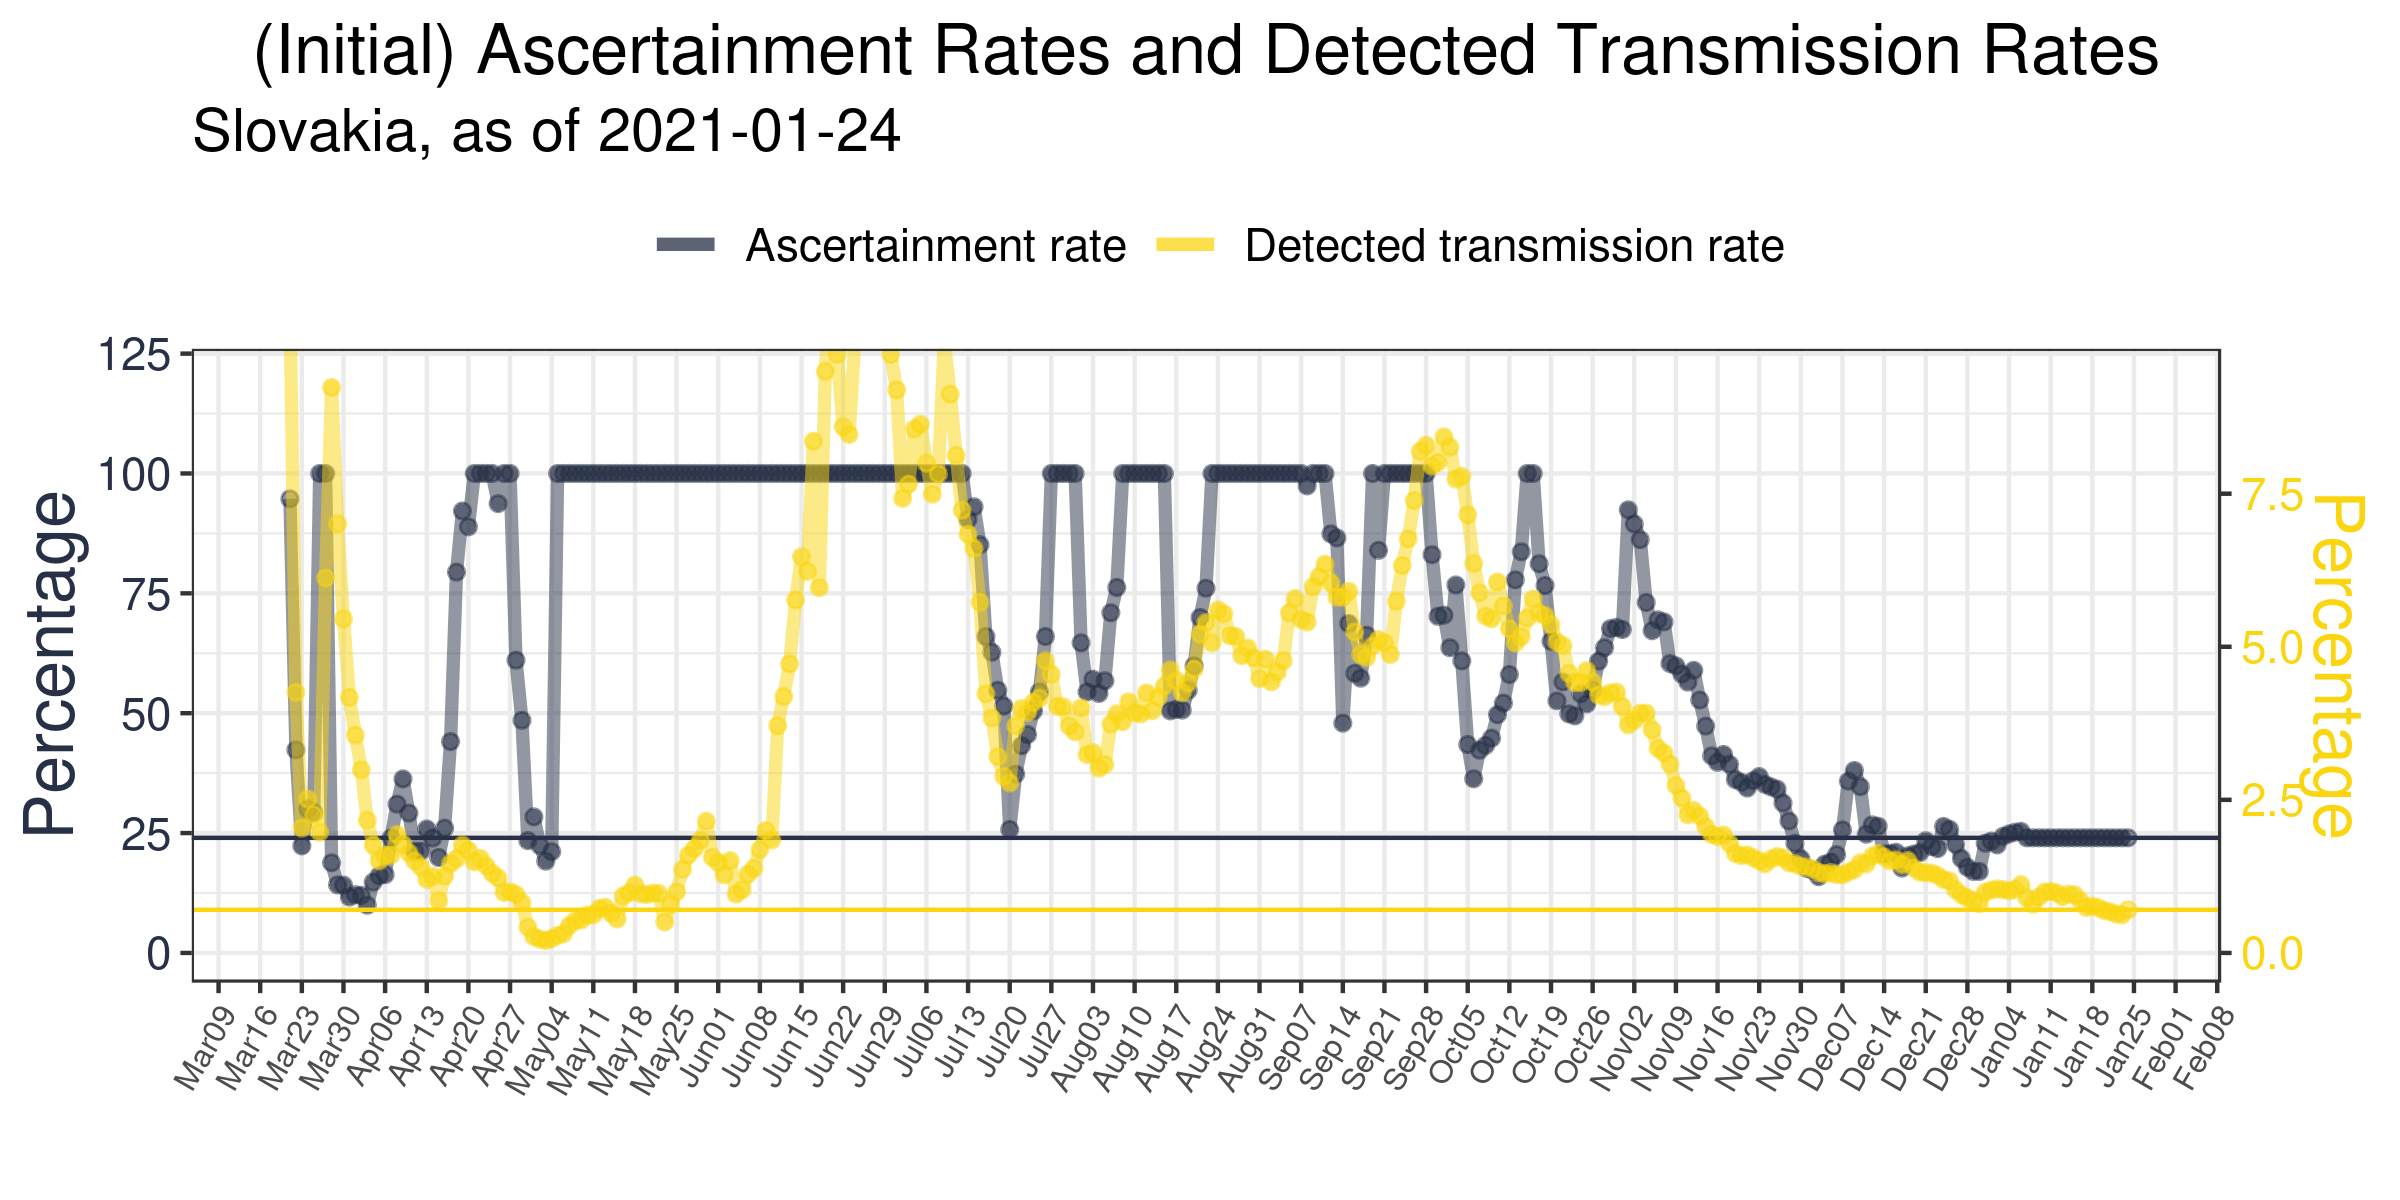 (Initial) Ascertainment Rates and Detected Transmission Rates
Slovakia, as of 2021-01-24
Ascertainment rate Detected transmission rate
Percentage
125
100
75
50
25
0
7.5
5.0
2.5
0.0
Percentage
Mar09 Mar16 Mar23 Mar30 Apr06 Apr13 Apr20 Apr27 May04 May11 May18 May25 Jun01 Jun08 Jun15 Jun22 Jun29 Jul06 Jul13 Jul20 Jul27 Aug03 Aug10 Aug17 Aug24 Aug31 Sep07 Sep14 Sep21 Sep28 Oct05 Oct12 Oct19 Oct26 Nov02 Nov09 Nov16 Nov23 Nov30 Dec07 Dec14 Dec21 Dec28 Jan04 Jan11 Jan18 Jan25 Feb01 Feb08